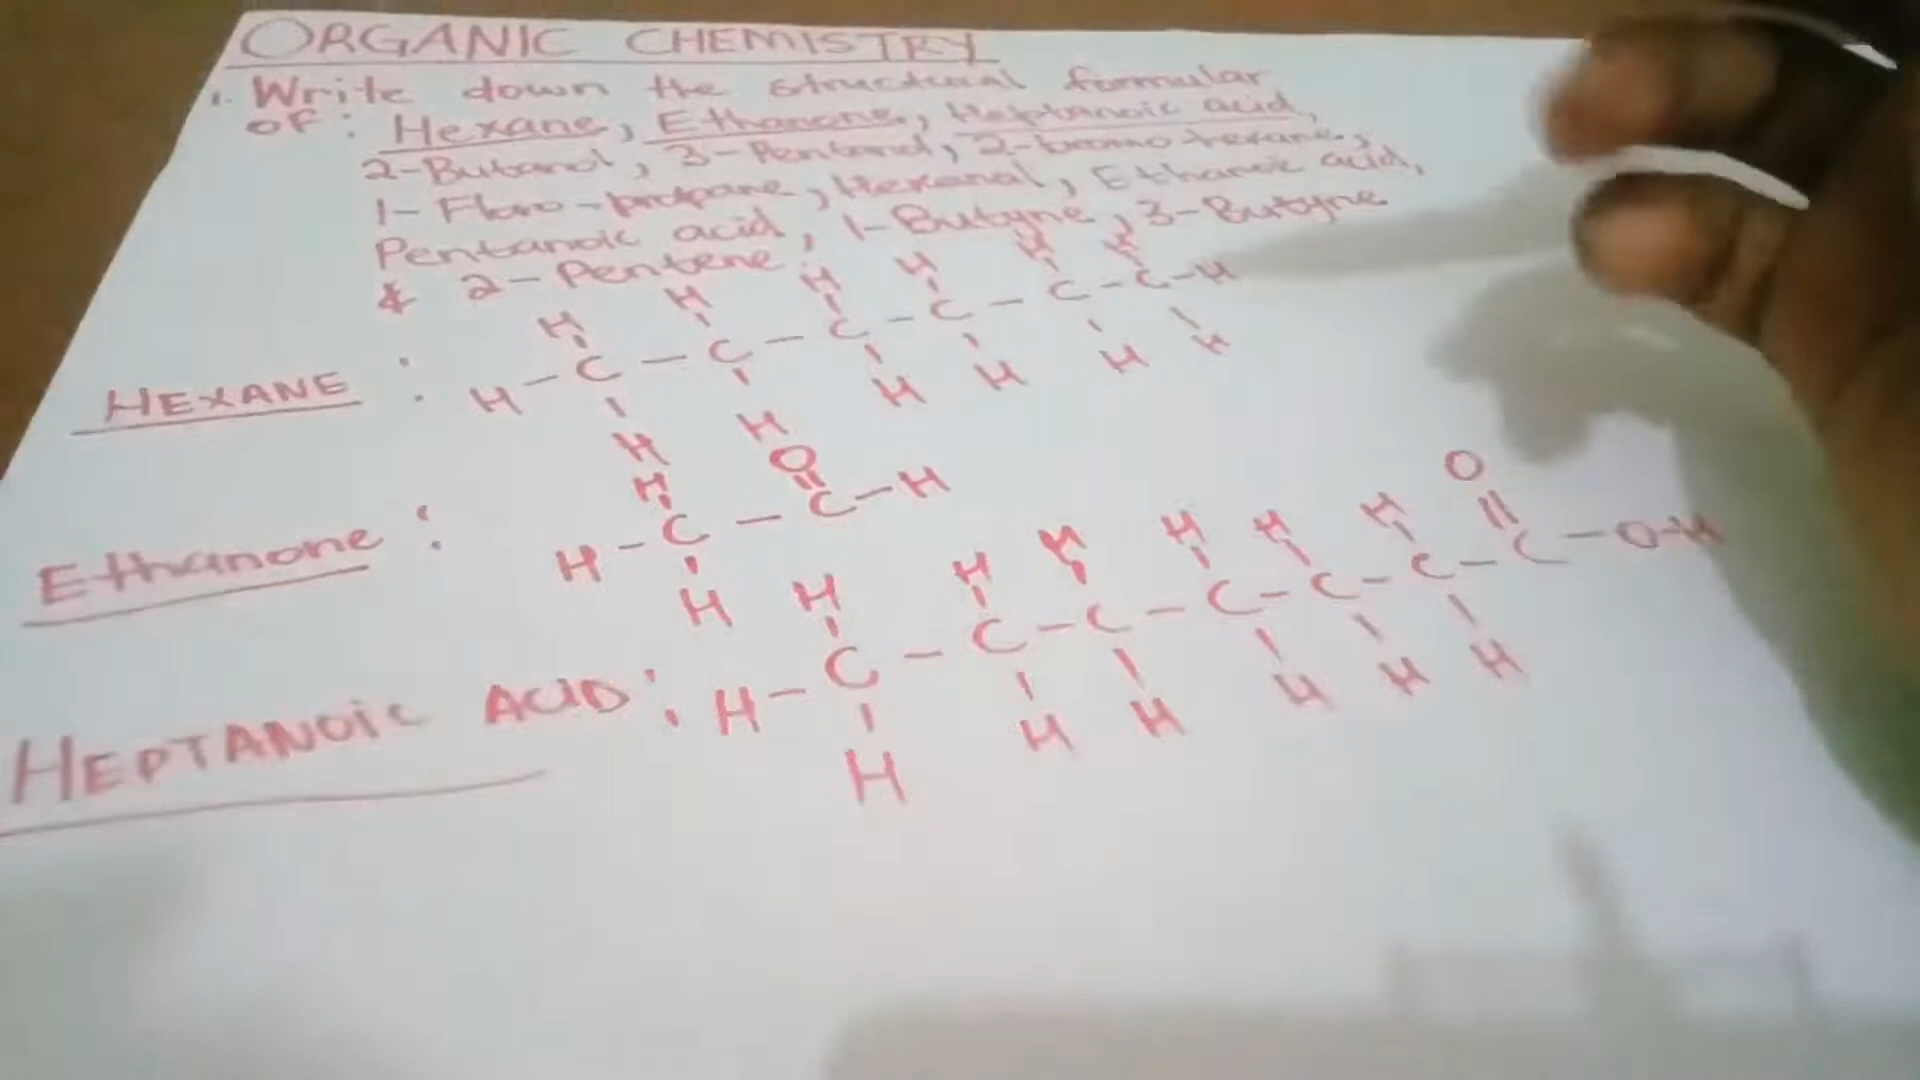 ORGANIC CHEMISTRY
1. Write down the structural formular
OF: Hexane, Ethanone, Heptanoic acid,
2-Butanol, 3-Pentanol, 2-bromo-hexane,
1-Floro-propane, Hexanal, Ethanoic acid,
Pentanoic acid, 1-Butyne, 3-Butyne
& 2-Pentene
H H H H H H
HEXANE : H-C-C-C-C-C-C-H
H H H H H H
H O
Ethanone : H-C-C-H
H
H H H H H H O
HEPTANOIC ACID: H-C-C-C-C-C-C-C-O-H
H H H H H H